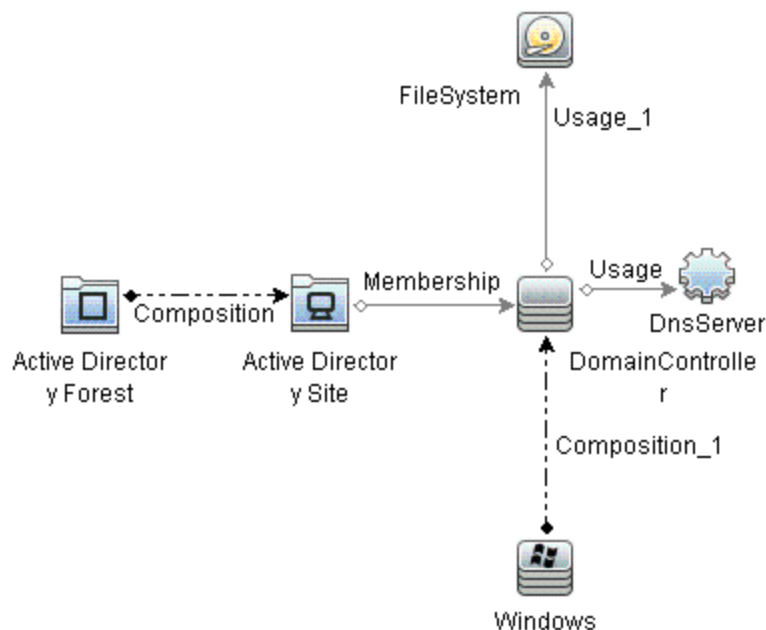 FileSystem
Usage_1
Membership
Usage
Composition
DnsServer
Active Director
y Forest
Active Director
y Site
DomainControlle
r
Composition_1
Windows